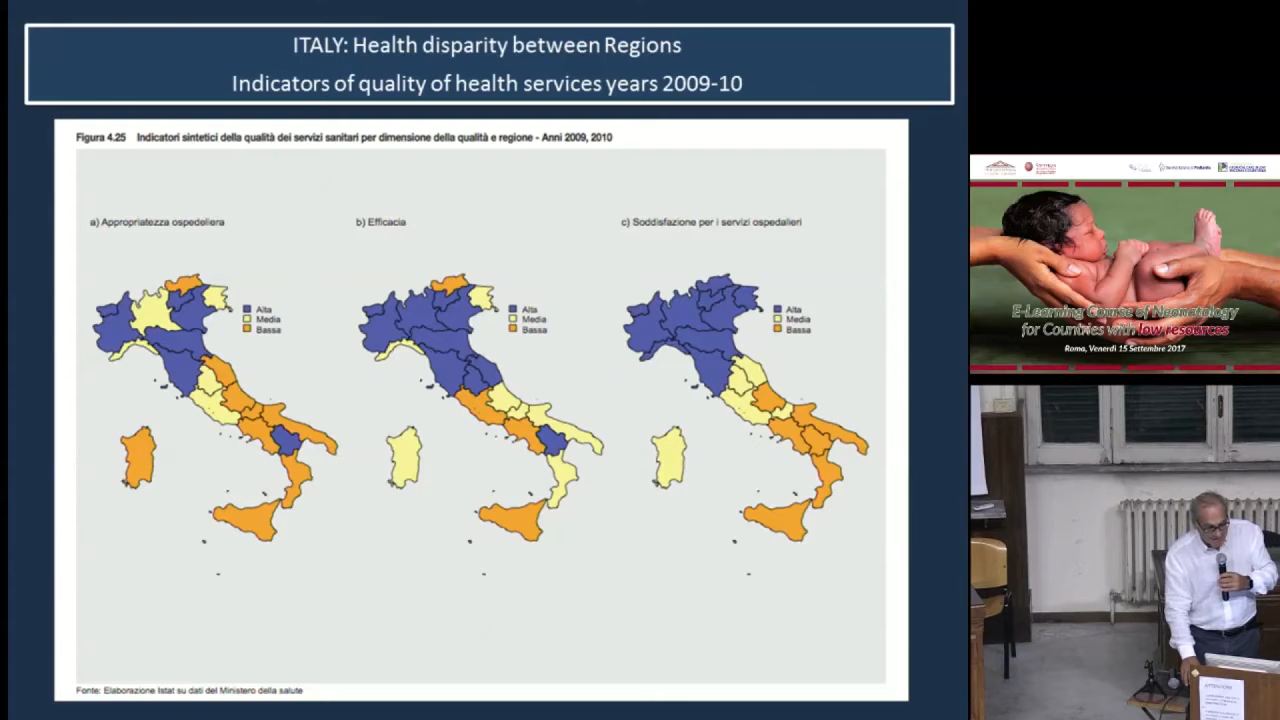 ITALY: Health disparity between Regions
Indicators of quality of health services years 2009-10
Figura 4.25 Indicatori sintetici della qualità dei servizi sanitari per dimensione della qualità e regione - Anni 2009, 2010
a) Appropriatezza ospedeliera
b) Efficacia
c) Soddisfazione per i servizi ospedalieri
Alta
Media
Bassa
Alta
Media
Bassa
Alta
Media
Bassa
Fonte: Elaborazione Istat su dati del Ministero della salute
E-Learning Course of Neonatology
for Countries with low resources
Roma, Venerdì 15 Settembre 2017